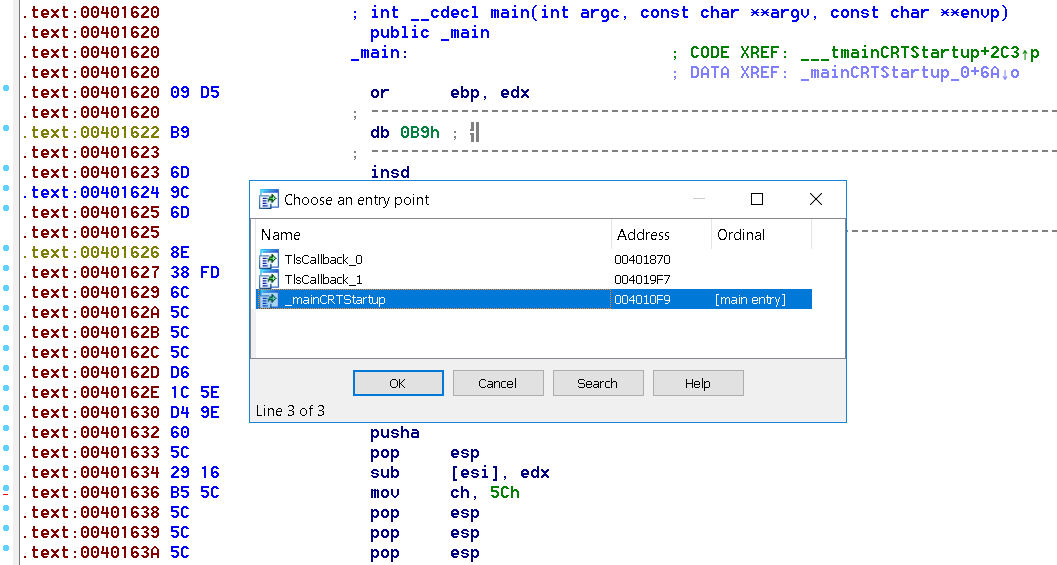 .text:00401620 ; int __cdecl main(int argc, const char **argv, const char **envp)
.text:00401620 public _main
.text:00401620 _main: ; CODE XREF: ___tmainCRTStartup+2C3↑p
.text:00401620 ; DATA XREF: _mainCRTStartup_0+6A↓o
.text:00401620 09 D5 or ebp, edx
.text:00401620 ; ---------------------------------------------------------------------------
.text:00401622 B9 db 0B9h ; ╣
.text:00401623 ; ---------------------------------------------------------------------------
.text:00401623 6D insd
.text:00401624 9C
.text:00401625 6D
.text:00401625
.text:00401626 8E
.text:00401627 38 FD
.text:00401629 6C
.text:0040162A 5C
.text:0040162B 5C
.text:0040162C 5C
.text:0040162D D6
.text:0040162E 1C 5E
.text:00401630 D4 9E
.text:00401632 60 pusha
.text:00401633 5C pop esp
.text:00401634 29 16 sub [esi], edx
.text:00401636 B5 5C mov ch, 5Ch
.text:00401638 5C pop esp
.text:00401639 5C pop esp
.text:0040163A 5C pop esp
Choose an entry point
Name Address Ordinal
TlsCallback_0 00401870
TlsCallback_1 004019F7
_mainCRTStartup 004010F9 [main entry]
OK Cancel Search Help
Line 3 of 3